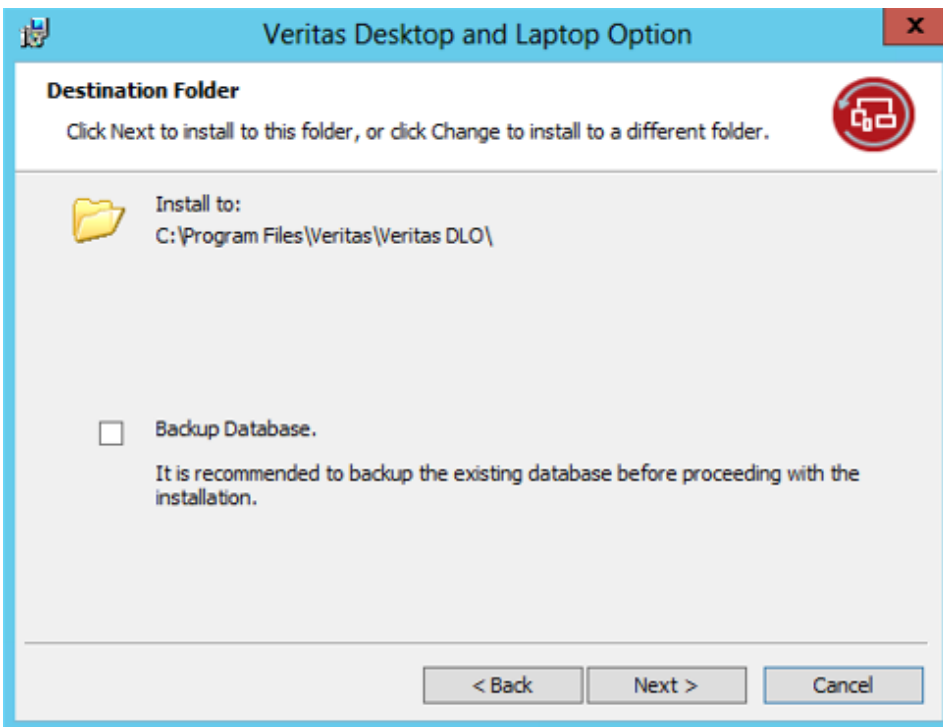 Veritas Desktop and Laptop Option
x
Destination Folder
Click Next to install to this folder, or click Change to install to a different folder.
Install to:
C:\Program Files\Veritas\Veritas DLO\
Backup Database.
It is recommended to backup the existing database before proceeding with the
installation.
< Back
Next >
Cancel